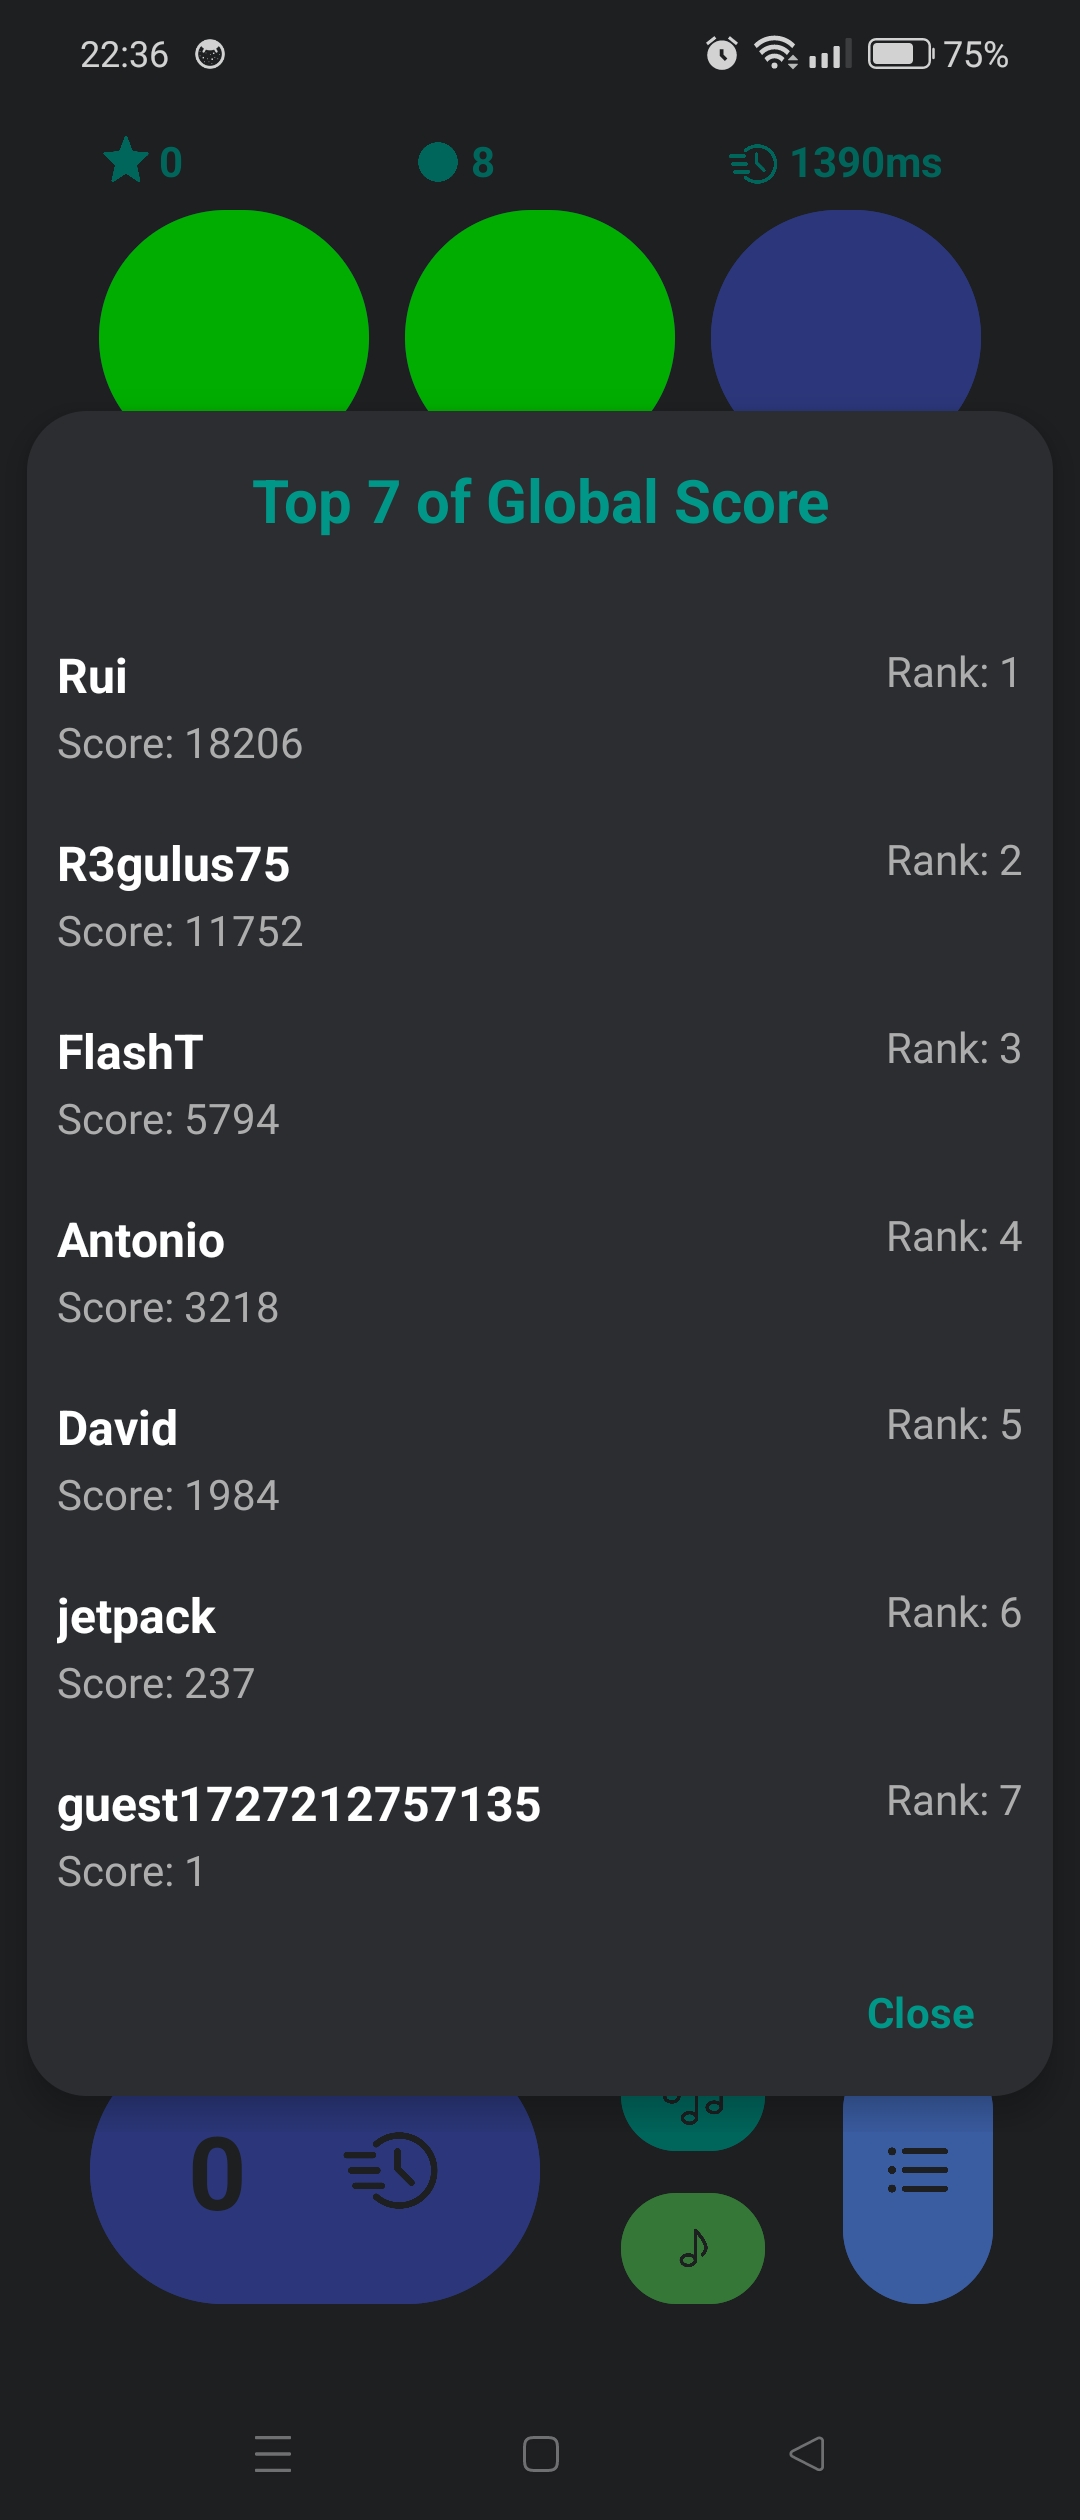 22:36 75%
0 8 1390ms
Top 7 of Global Score
Rui Rank: 1
Score: 18206
R3gulus75 Rank: 2
Score: 11752
FlashT Rank: 3
Score: 5794
Antonio Rank: 4
Score: 3218
David Rank: 5
Score: 1984
jetpack Rank: 6
Score: 237
guest1727212757135 Rank: 7
Score: 1
Close
0